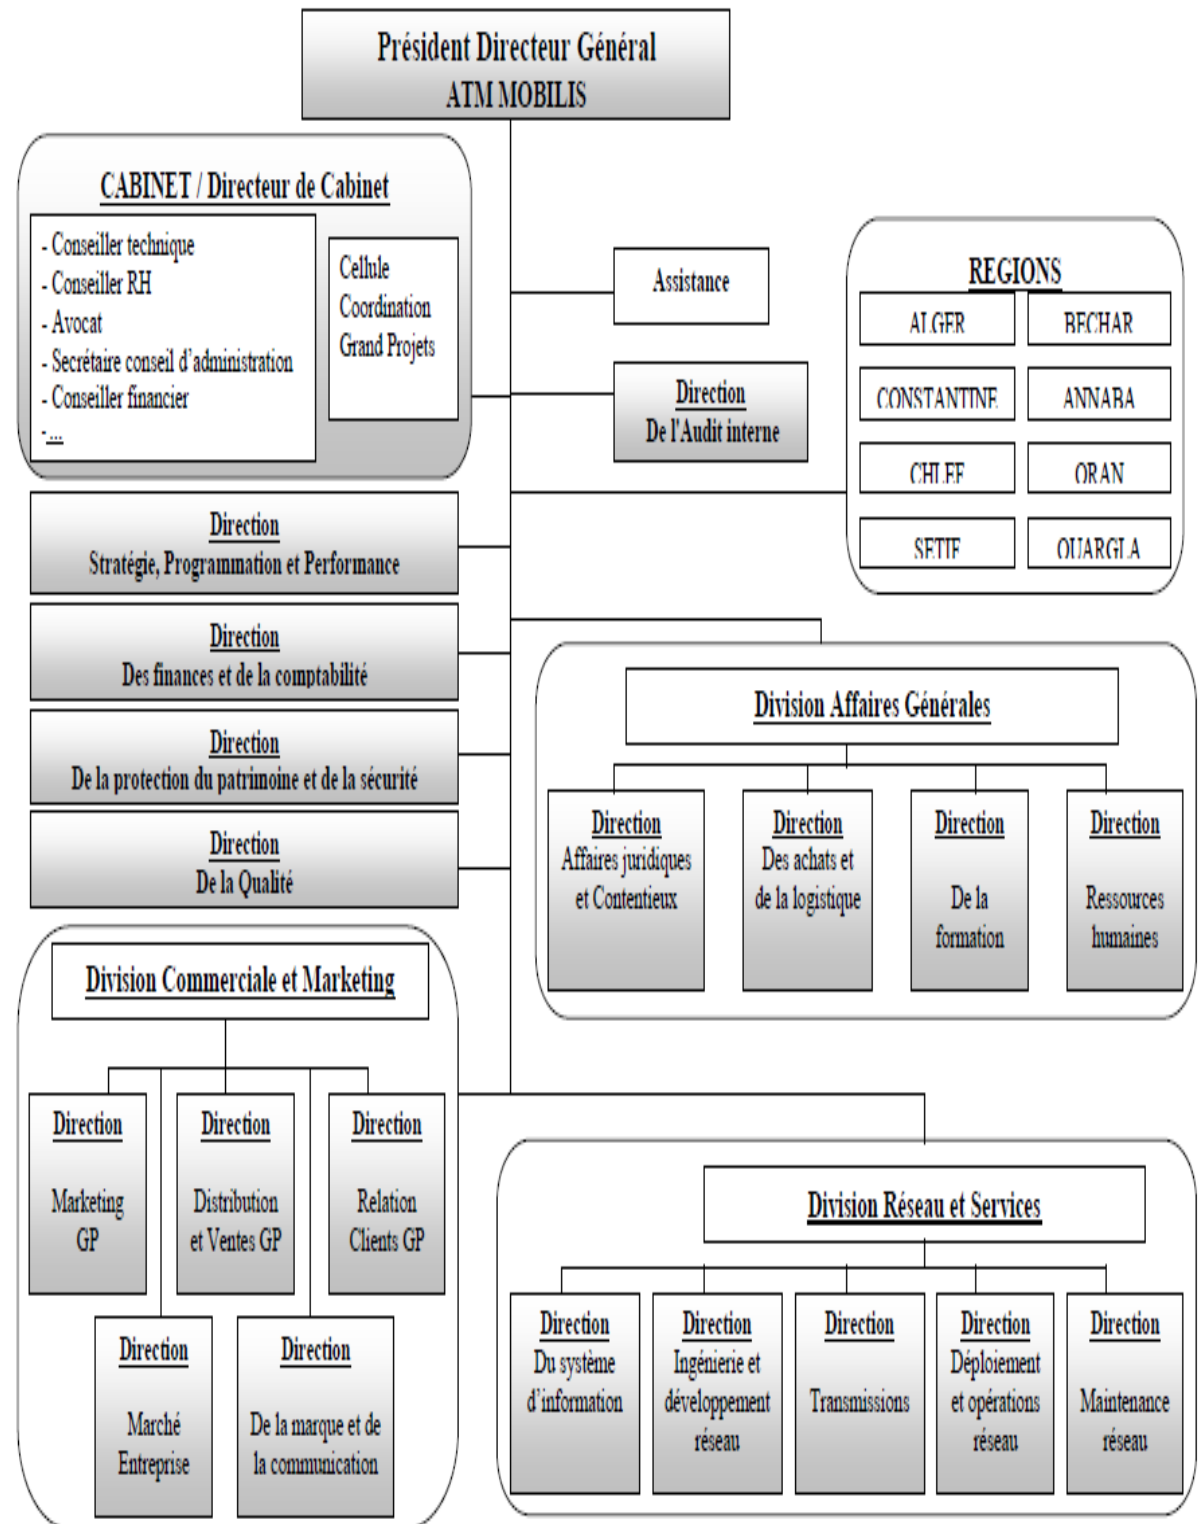 Président Directeur Général
ATM MOBILIS
CABINET / Directeur de Cabinet
- Conseiller technique
- Conseiller RH
- Avocat
- Secrétaire conseil d'administration
- Conseiller financier
- ...
Cellule
Coordination
Grand Projets
Assistance
Direction
De l'Audit interne
REGIONS
ALGER
BECHAR
CONSTANTINE
ANNABA
CHLEF
ORAN
SETIF
OUARGLA
Direction
Stratégie, Programmation et Performance
Direction
Des finances et de la comptabilité
Direction
De la protection du patrimoine et de la sécurité
Direction
De la Qualité
Division Affaires Générales
Direction
Affaires juridiques
et Contentieux
Direction
Des achats et
de la logistique
Direction
De la
formation
Direction
Ressources
humaines
Division Commerciale et Marketing
Direction
Marketing
GP
Direction
Distribution
et Ventes GP
Direction
Relation
Clients GP
Direction
Marché
Entreprise
Direction
De la marque et de
la communication
Division Réseau et Services
Direction
Du système
d'information
Direction
Ingénierie et
développement
réseau
Direction
Transmissions
Direction
Déploiement
et opérations
réseau
Direction
Maintenance
réseau